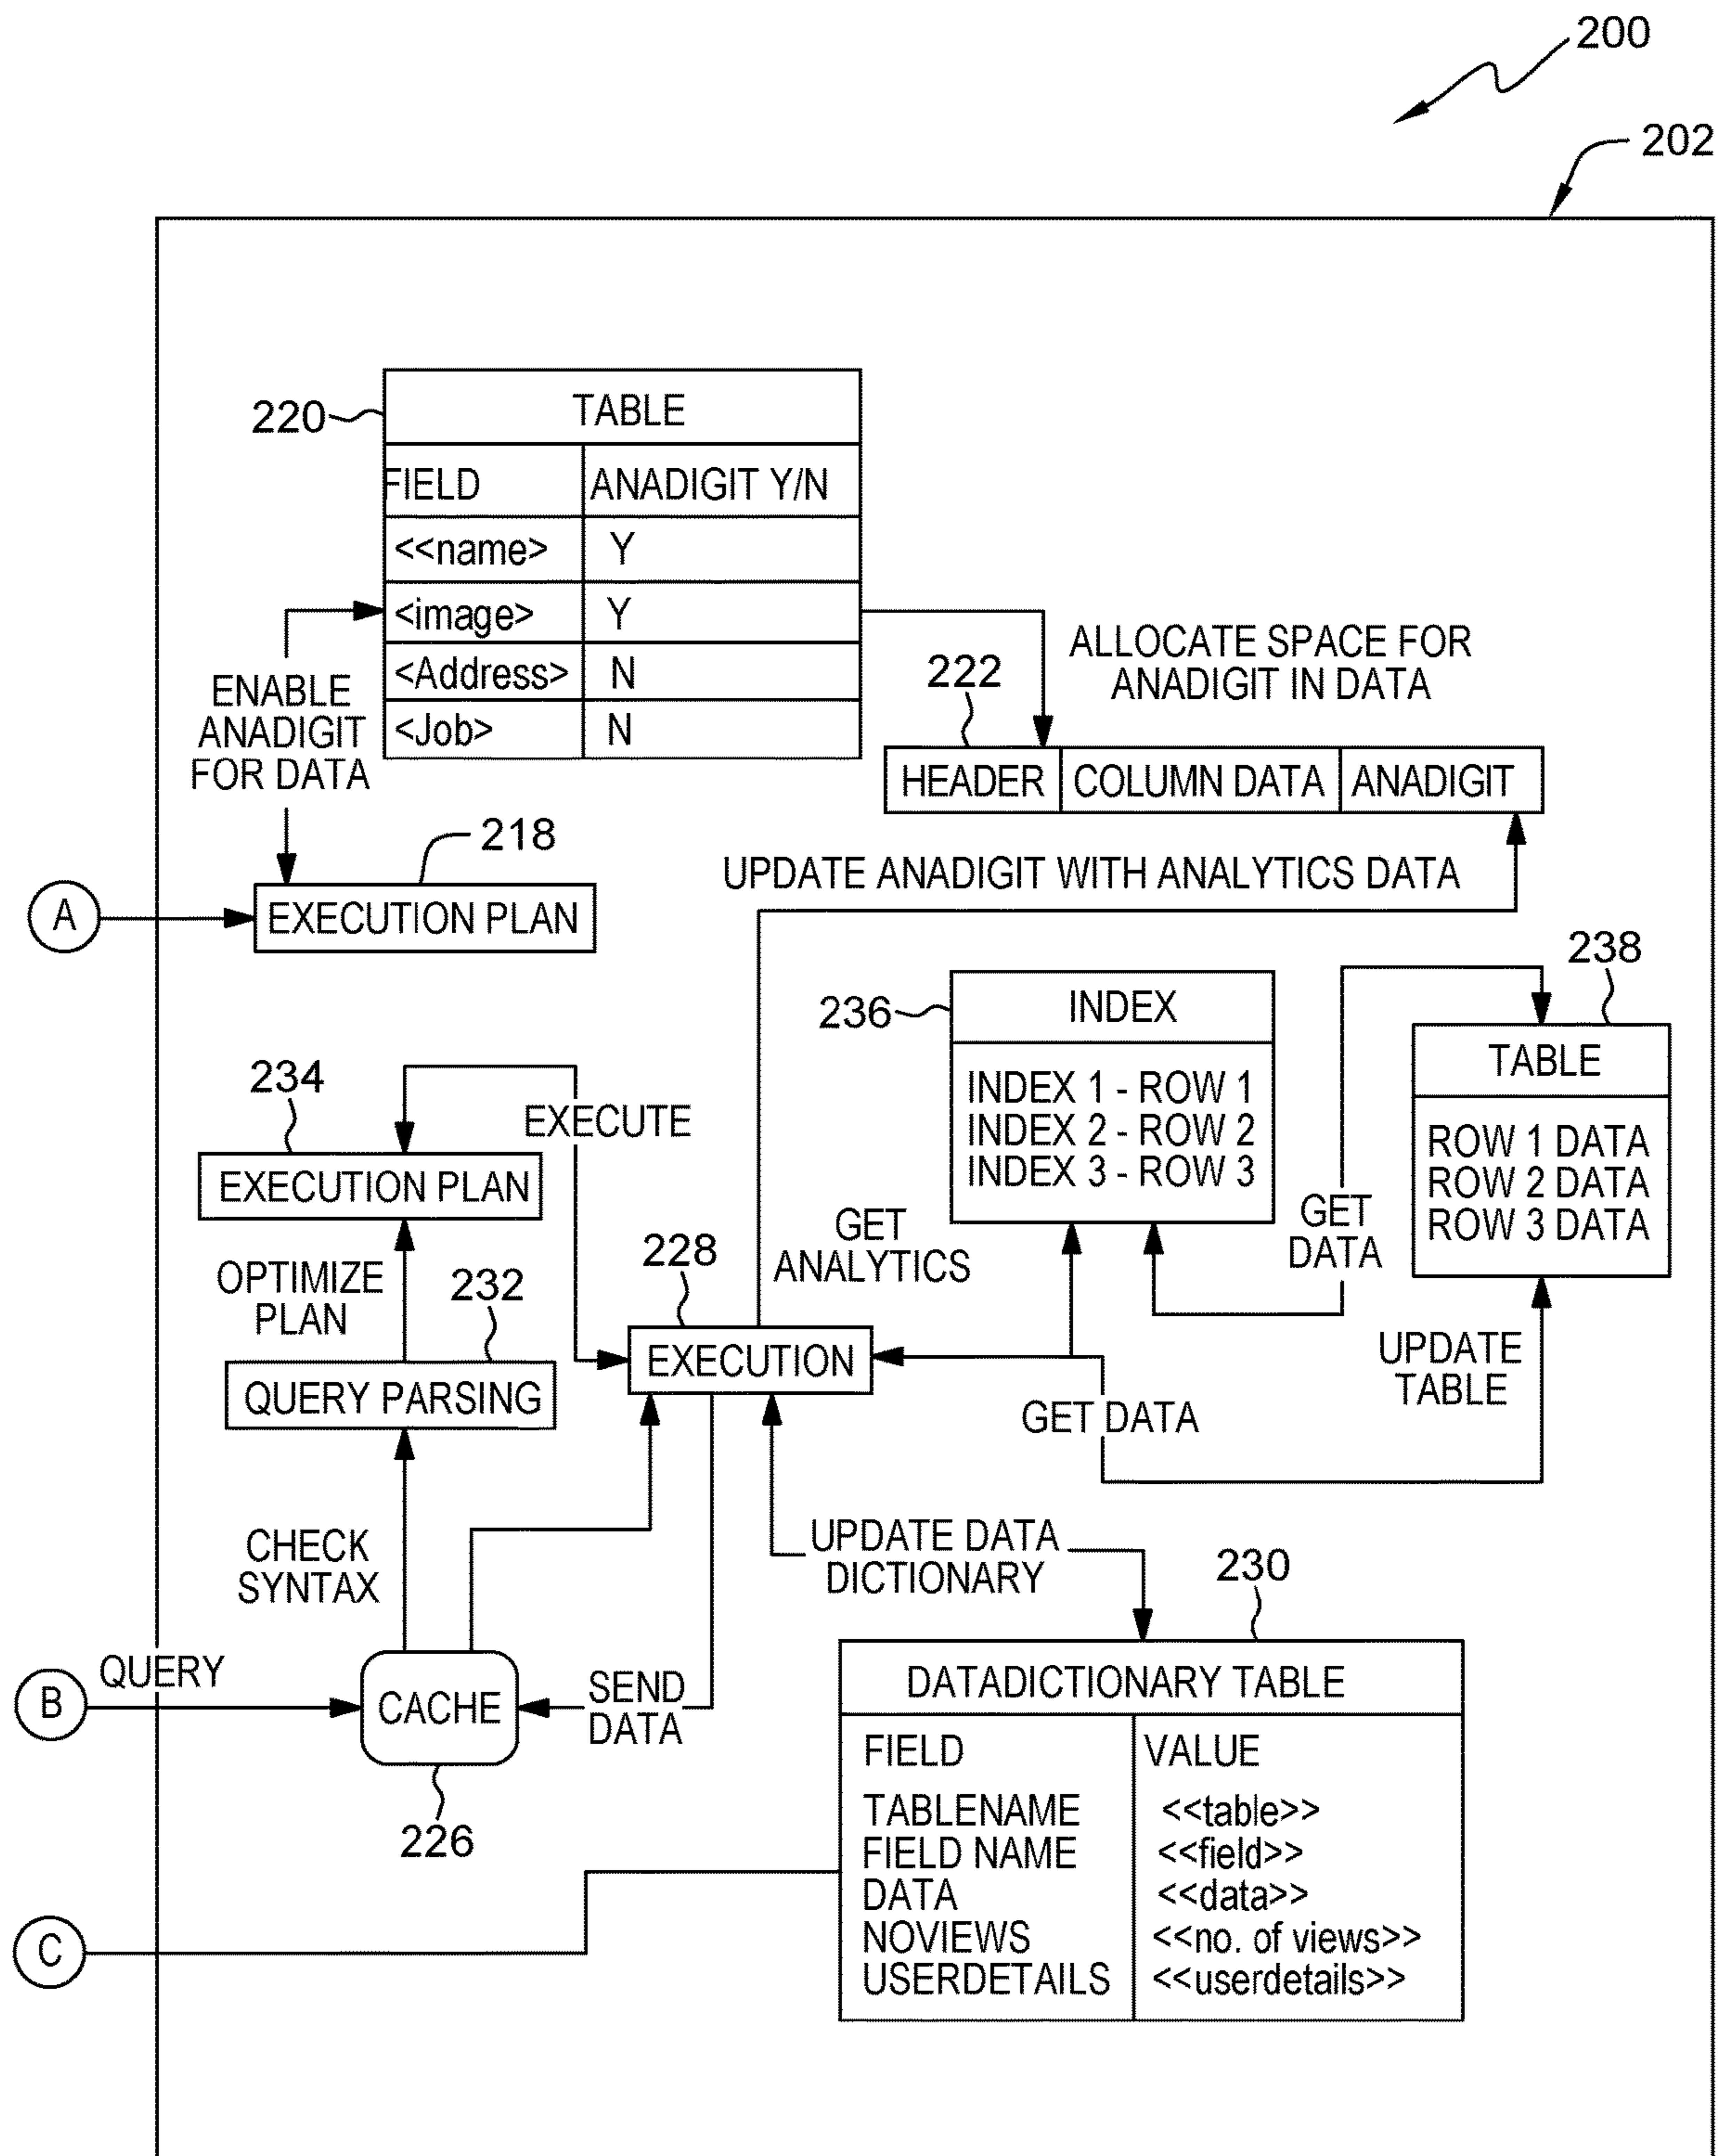 200
202
220
TABLE
FIELD ANADIGIT Y/N
<<name> Y
<image> Y
<Address> N
<Job> N
ENABLE
ANADIGIT
FOR DATA
ALLOCATE SPACE FOR
ANADIGIT IN DATA
222
HEADER COLUMN DATA ANADIGIT
218
A
EXECUTION PLAN
UPDATE ANADIGIT WITH ANALYTICS DATA
236
INDEX
INDEX 1 - ROW 1
INDEX 2 - ROW 2
INDEX 3 - ROW 3
238
TABLE
ROW 1 DATA
ROW 2 DATA
ROW 3 DATA
234
EXECUTE
EXECUTION PLAN
GET
ANALYTICS
GET
DATA
OPTIMIZE
PLAN
232
228
EXECUTION
QUERY PARSING
GET DATA
UPDATE
TABLE
CHECK
SYNTAX
UPDATE DATA
DICTIONARY
230
B
QUERY
CACHE
SEND
DATA
226
DATADICTIONARY TABLE
FIELD VALUE
TABLENAME <<table>>
FIELD NAME <<field>>
DATA <<data>>
NOVIEWS <<no. of views>>
USERDETAILS <<userdetails>>
C